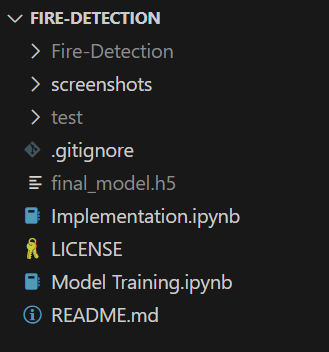 FIRE-DETECTION
Fire-Detection
screenshots
test
.gitignore
final_model.h5
Implementation.ipynb
LICENSE
Model Training.ipynb
README.md